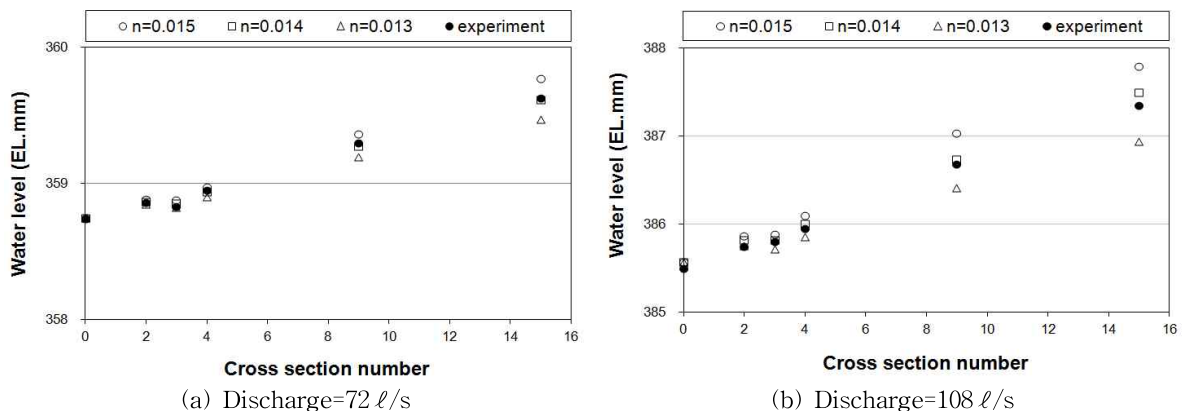 n=0.015 n=0.014 n=0.013 experiment
360
359
358
Water level (EL.mm)
0 2 4 6 8 10 12 14 16
Cross section number
(a) Discharge=72ℓ/s
n=0.015 n=0.014 n=0.013 experiment
388
387
386
385
Water level (EL.mm)
0 2 4 6 8 10 12 14 16
Cross section number
(b) Discharge=108ℓ/s